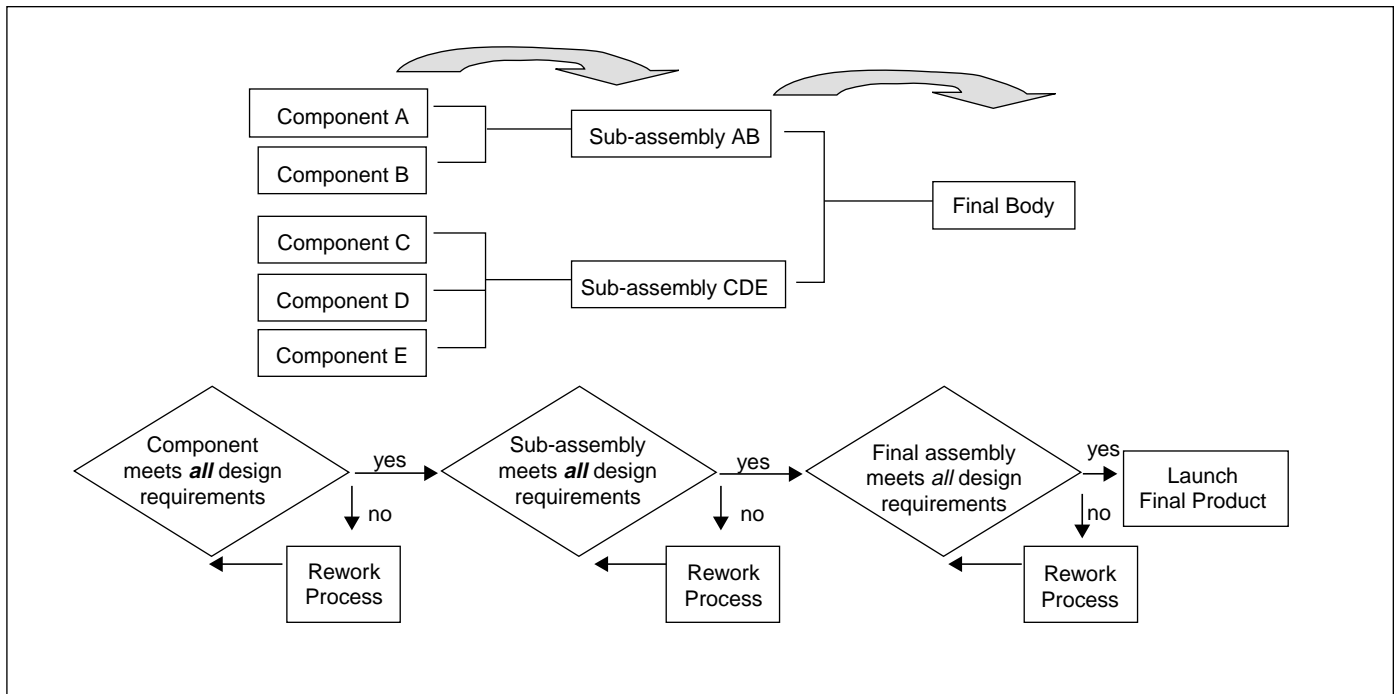 Component A
Component B
Component C
Component D
Component E
Sub-assembly AB
Sub-assembly CDE
Final Body
Component
meets all design
requirements
yes
no
Rework
Process
Sub-assembly
meets all design
requirements
yes
no
Rework
Process
Final assembly
meets all design
requirements
yes
no
Rework
Process
Launch
Final Product